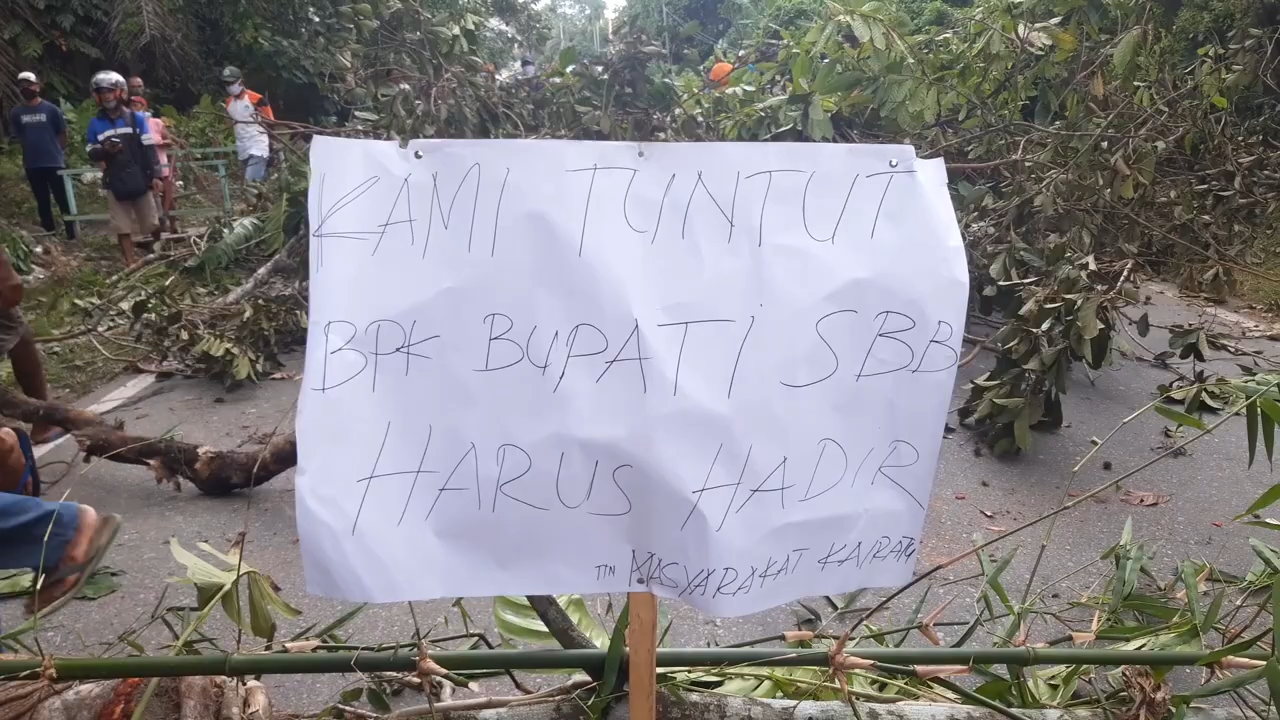 KAMI TUNTUT
BPK BUPATI SBB
HARUS HADIR
TTN MASYARAKAT KAIRATU